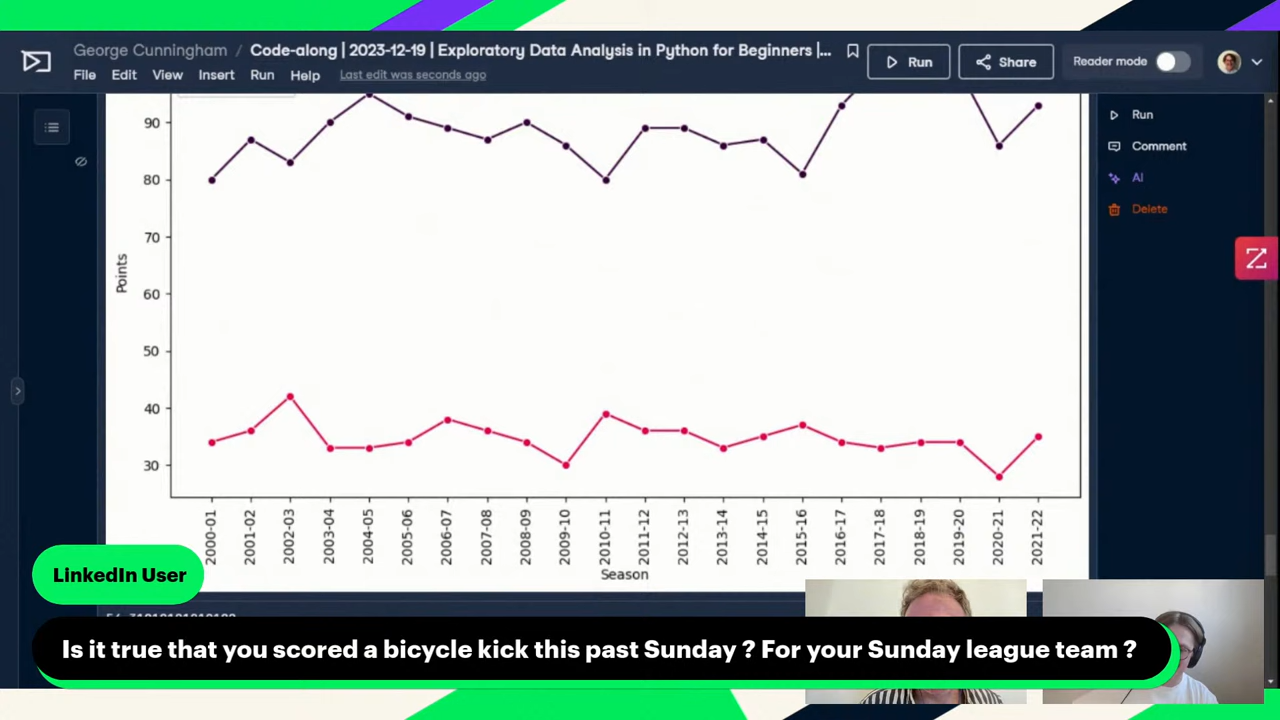 George Cunningham / Code-along | 2023-12-19 | Exploratory Data Analysis in Python for Beginners |...
File Edit View Insert Run Help Last edit was seconds ago
Run
Share
Reader mode
Run
Comment
AI
Delete
90
80
70
60
50
40
30
Points
2000-01
2001-02
2002-03
2003-04
2004-05
2005-06
2006-07
2007-08
2008-09
2009-10
2010-11
2011-12
2012-13
2013-14
2014-15
2015-16
2016-17
2017-18
2018-19
2019-20
2020-21
2021-22
Season
LinkedIn User
Is it true that you scored a bicycle kick this past Sunday ? For your Sunday league team ?